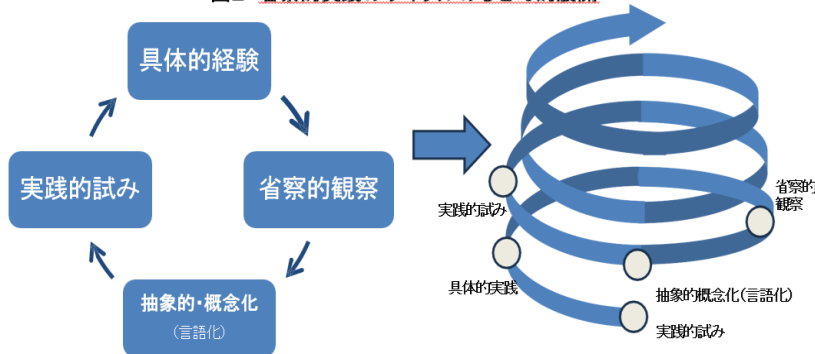 具体的経験
実践的試み
省察的観察
抽象的・概念化
(言語化)
実践的試み
省察的
観察
具体的実践
抽象的概念化(言語化)
実践的試み